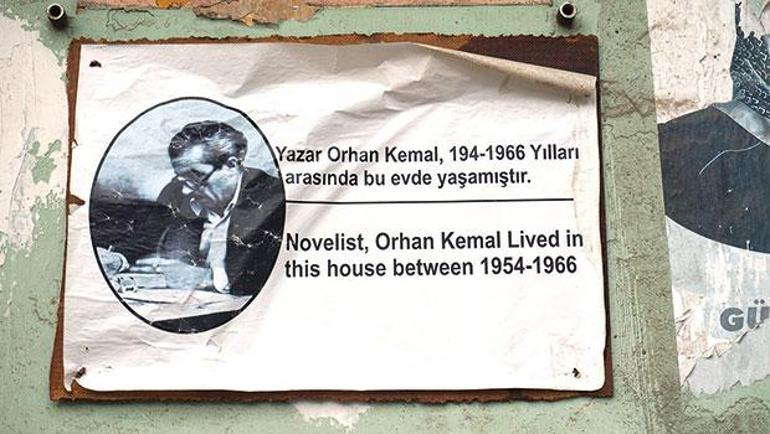 Yazar Orhan Kemal, 194-1966 Yılları
arasında bu evde yaşamıştır.
Novelist, Orhan Kemal Lived in
this house between 1954-1966
GÜ